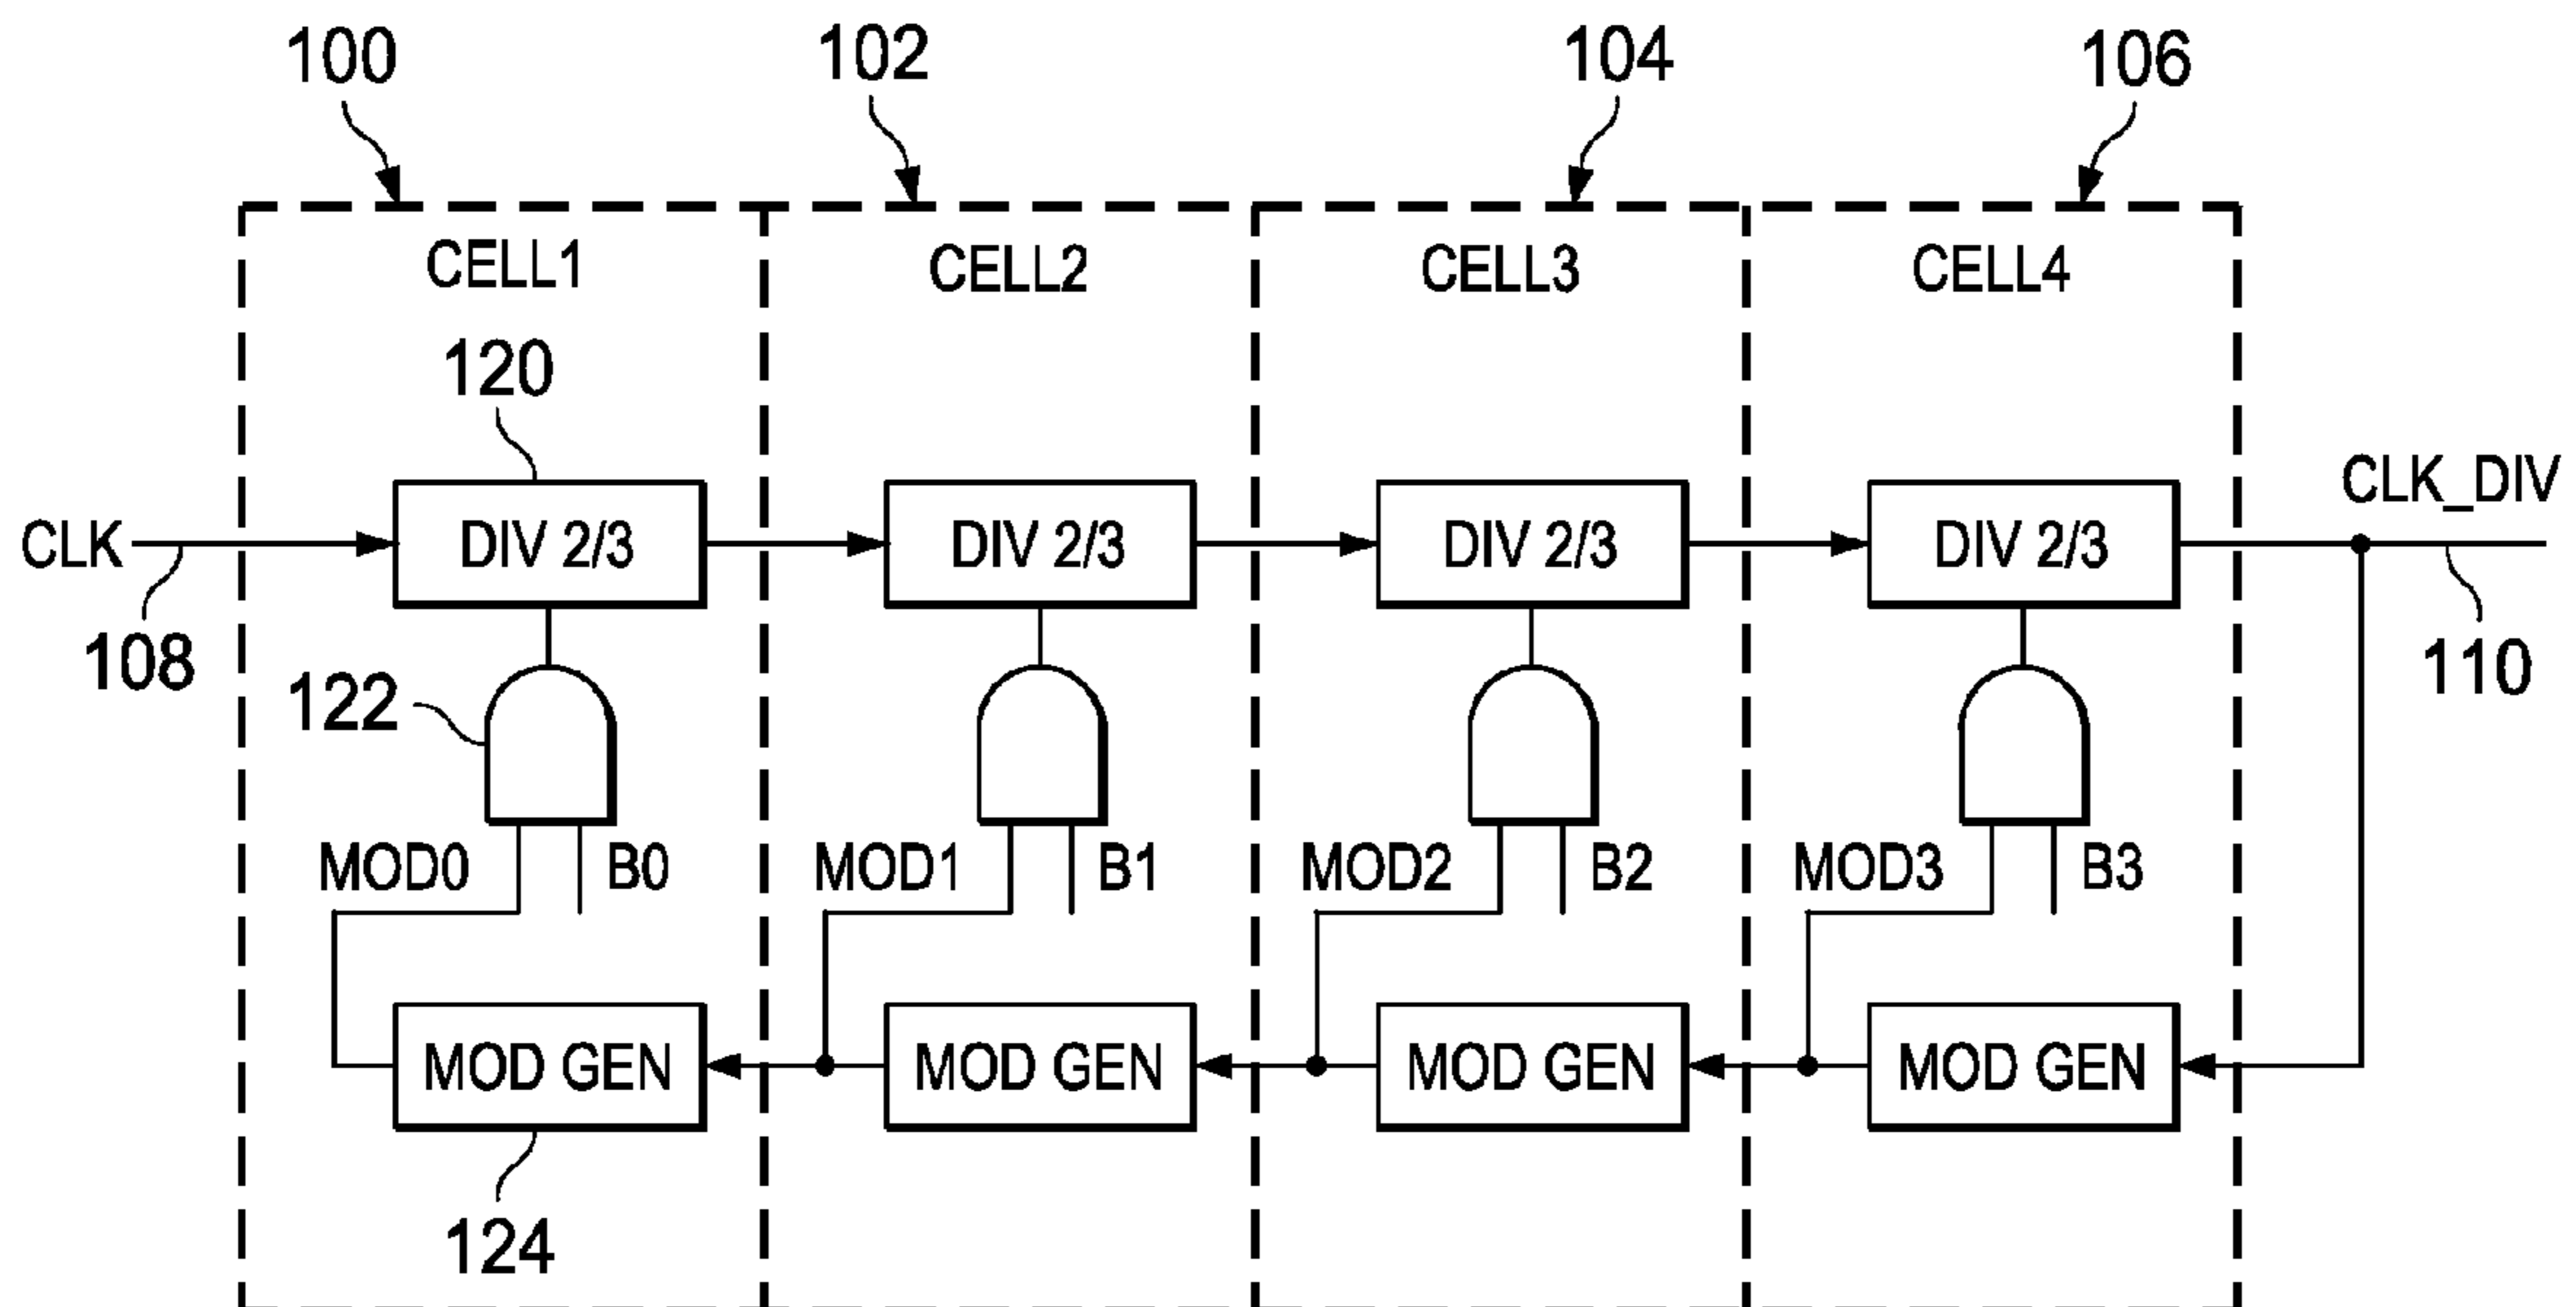 100 102 104 106
CELL1 CELL2 CELL3 CELL4
120
CLK DIV 2/3 DIV 2/3 DIV 2/3 DIV 2/3 CLK_DIV
108 110
122
MOD0 B0 MOD1 B1 MOD2 B2 MOD3 B3
MOD GEN MOD GEN MOD GEN MOD GEN
124